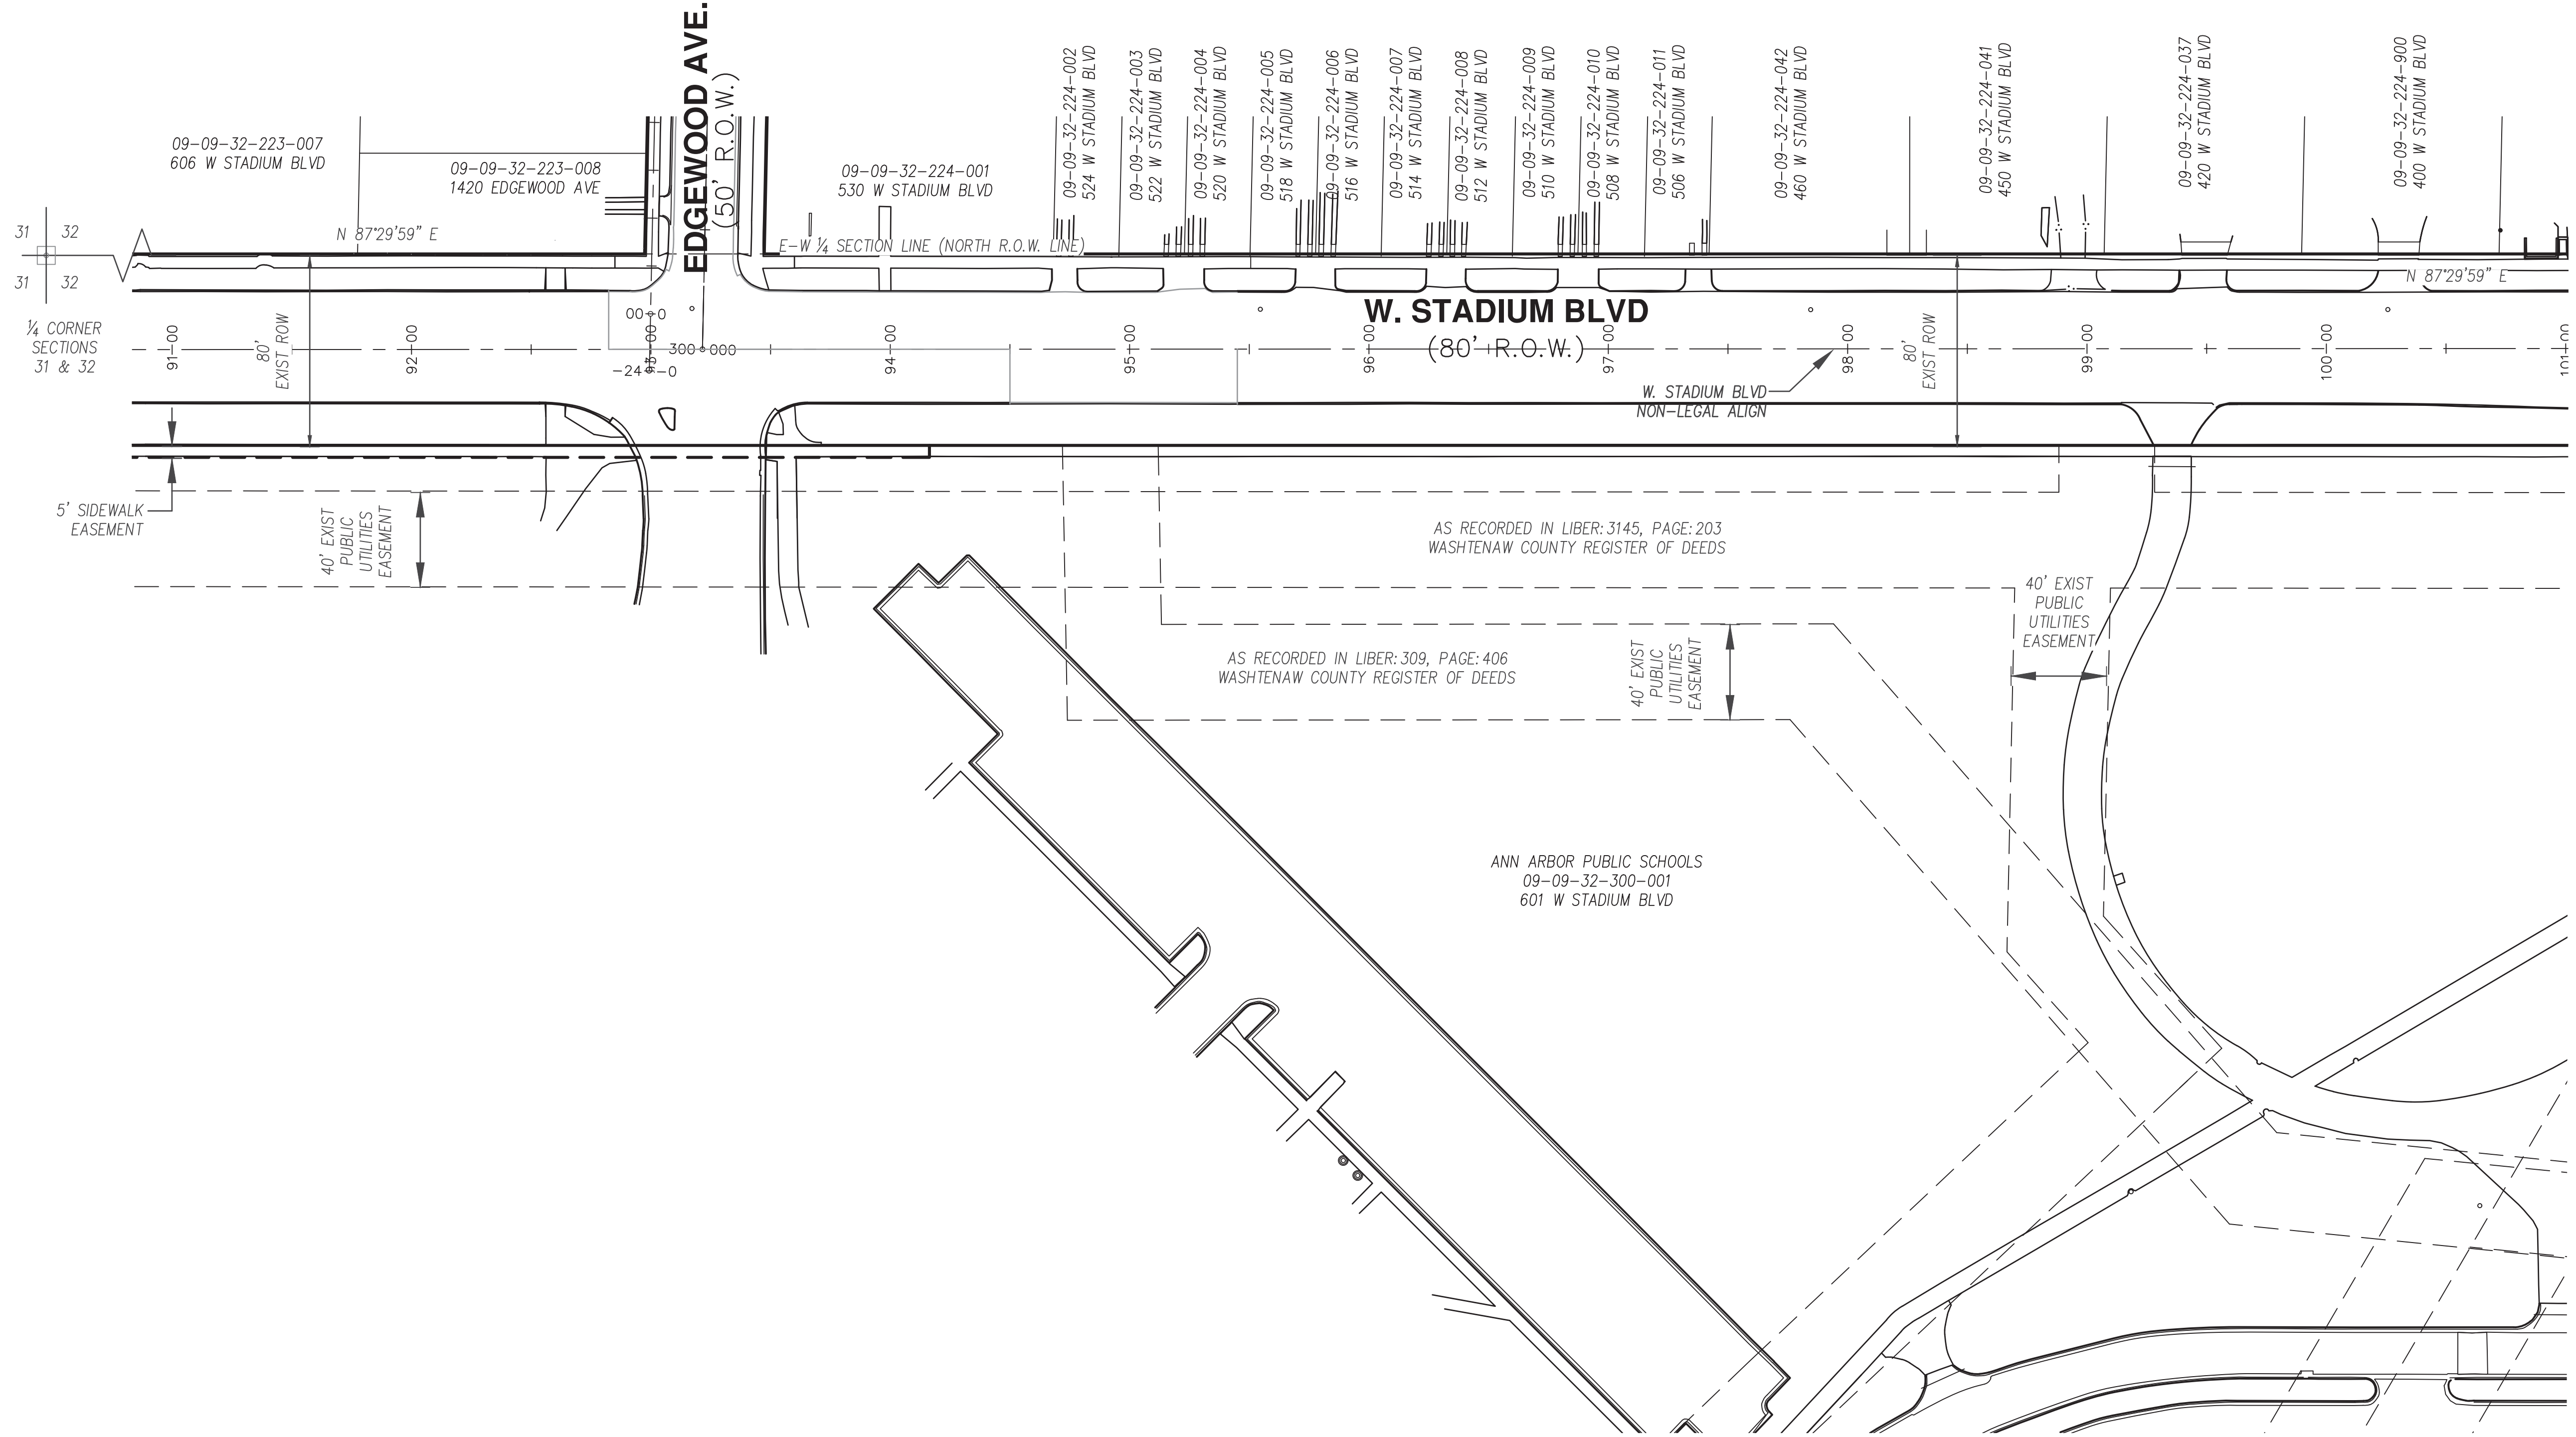 EDGEWOOD AVE.
(50' R.O.W.)
09-09-32-223-007
606 W STADIUM BLVD
09-09-32-223-008
1420 EDGEWOOD AVE
09-09-32-224-001
530 W STADIUM BLVD
09-09-32-224-002
524 W STADIUM BLVD
09-09-32-224-003
522 W STADIUM BLVD
09-09-32-224-004
520 W STADIUM BLVD
09-09-32-224-005
518 W STADIUM BLVD
09-09-32-224-006
516 W STADIUM BLVD
09-09-32-224-007
514 W STADIUM BLVD
09-09-32-224-008
512 W STADIUM BLVD
09-09-32-224-009
510 W STADIUM BLVD
09-09-32-224-010
508 W STADIUM BLVD
09-09-32-224-011
506 W STADIUM BLVD
09-09-32-224-042
460 W STADIUM BLVD
09-09-32-224-041
450 W STADIUM BLVD
09-09-32-224-037
420 W STADIUM BLVD
09-09-32-224-900
400 W STADIUM BLVD
31 32
31 32
N 87°29'59" E
E-W ¼ SECTION LINE (NORTH R.O.W. LINE)
N 87°29'59" E
¼ CORNER
SECTIONS
31 & 32
W. STADIUM BLVD
(80' R.O.W.)
91+00
80'
EXIST ROW
92+00
00+0
93+00
300+000
-24+-0
94+00
95+00
96+00
97+00
98+00
80'
EXIST ROW
99+00
100+00
101+00
W. STADIUM BLVD
NON-LEGAL ALIGN
5' SIDEWALK
EASEMENT
40' EXIST
PUBLIC
UTILITIES
EASEMENT
AS RECORDED IN LIBER:3145, PAGE:203
WASHTENAW COUNTY REGISTER OF DEEDS
40' EXIST
PUBLIC
UTILITIES
EASEMENT
AS RECORDED IN LIBER:309, PAGE:406
WASHTENAW COUNTY REGISTER OF DEEDS
40' EXIST
PUBLIC
UTILITIES
EASEMENT
ANN ARBOR PUBLIC SCHOOLS
09-09-32-300-001
601 W STADIUM BLVD